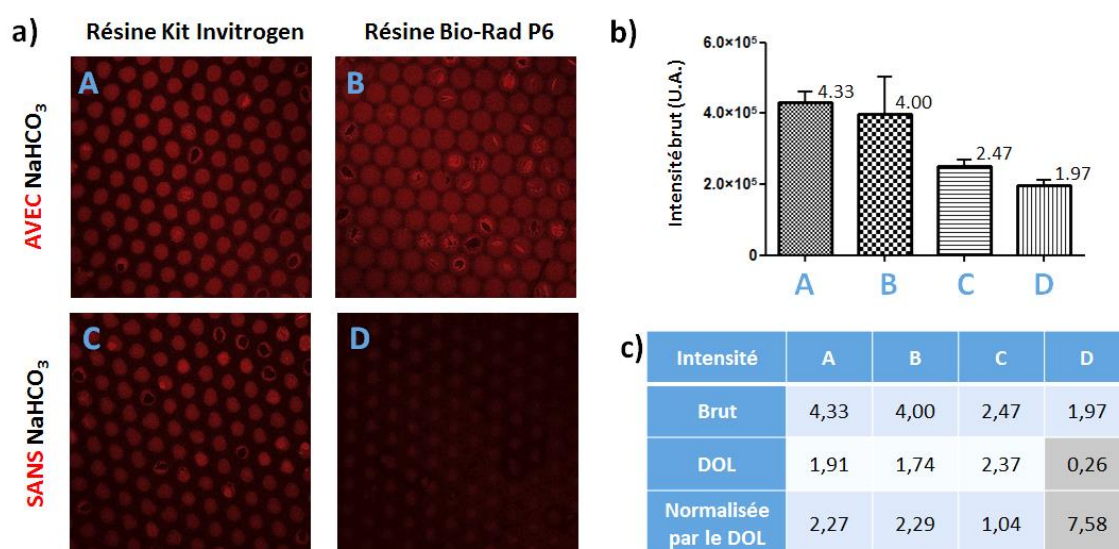 a)
Résine Kit Invitrogen
Résine Bio-Rad P6
AVEC NaHCO₃
A
B
SANS NaHCO₃
C
D
b)
Intensité brut (U.A.)
6.0×10⁵
4.0×10⁵
2.0×10⁵
0
4.33
4.00
2.47
1.97
A B C D
c)
Intensité A B C D
Brut 4,33 4,00 2,47 1,97
DOL 1,91 1,74 2,37 0,26
Normalisée
par le DOL 2,27 2,29 1,04 7,58